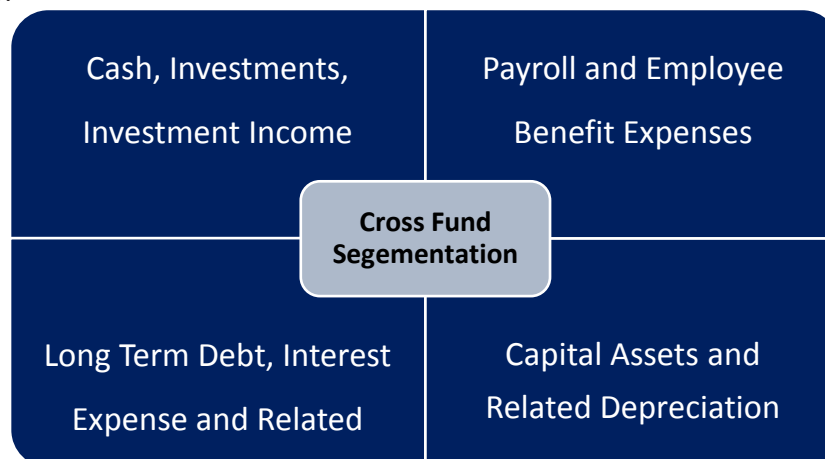 Cash, Investments,
Investment Income
Payroll and Employee
Benefit Expenses
Cross Fund
Segementation
Long Term Debt, Interest
Expense and Related
Capital Assets and
Related Depreciation